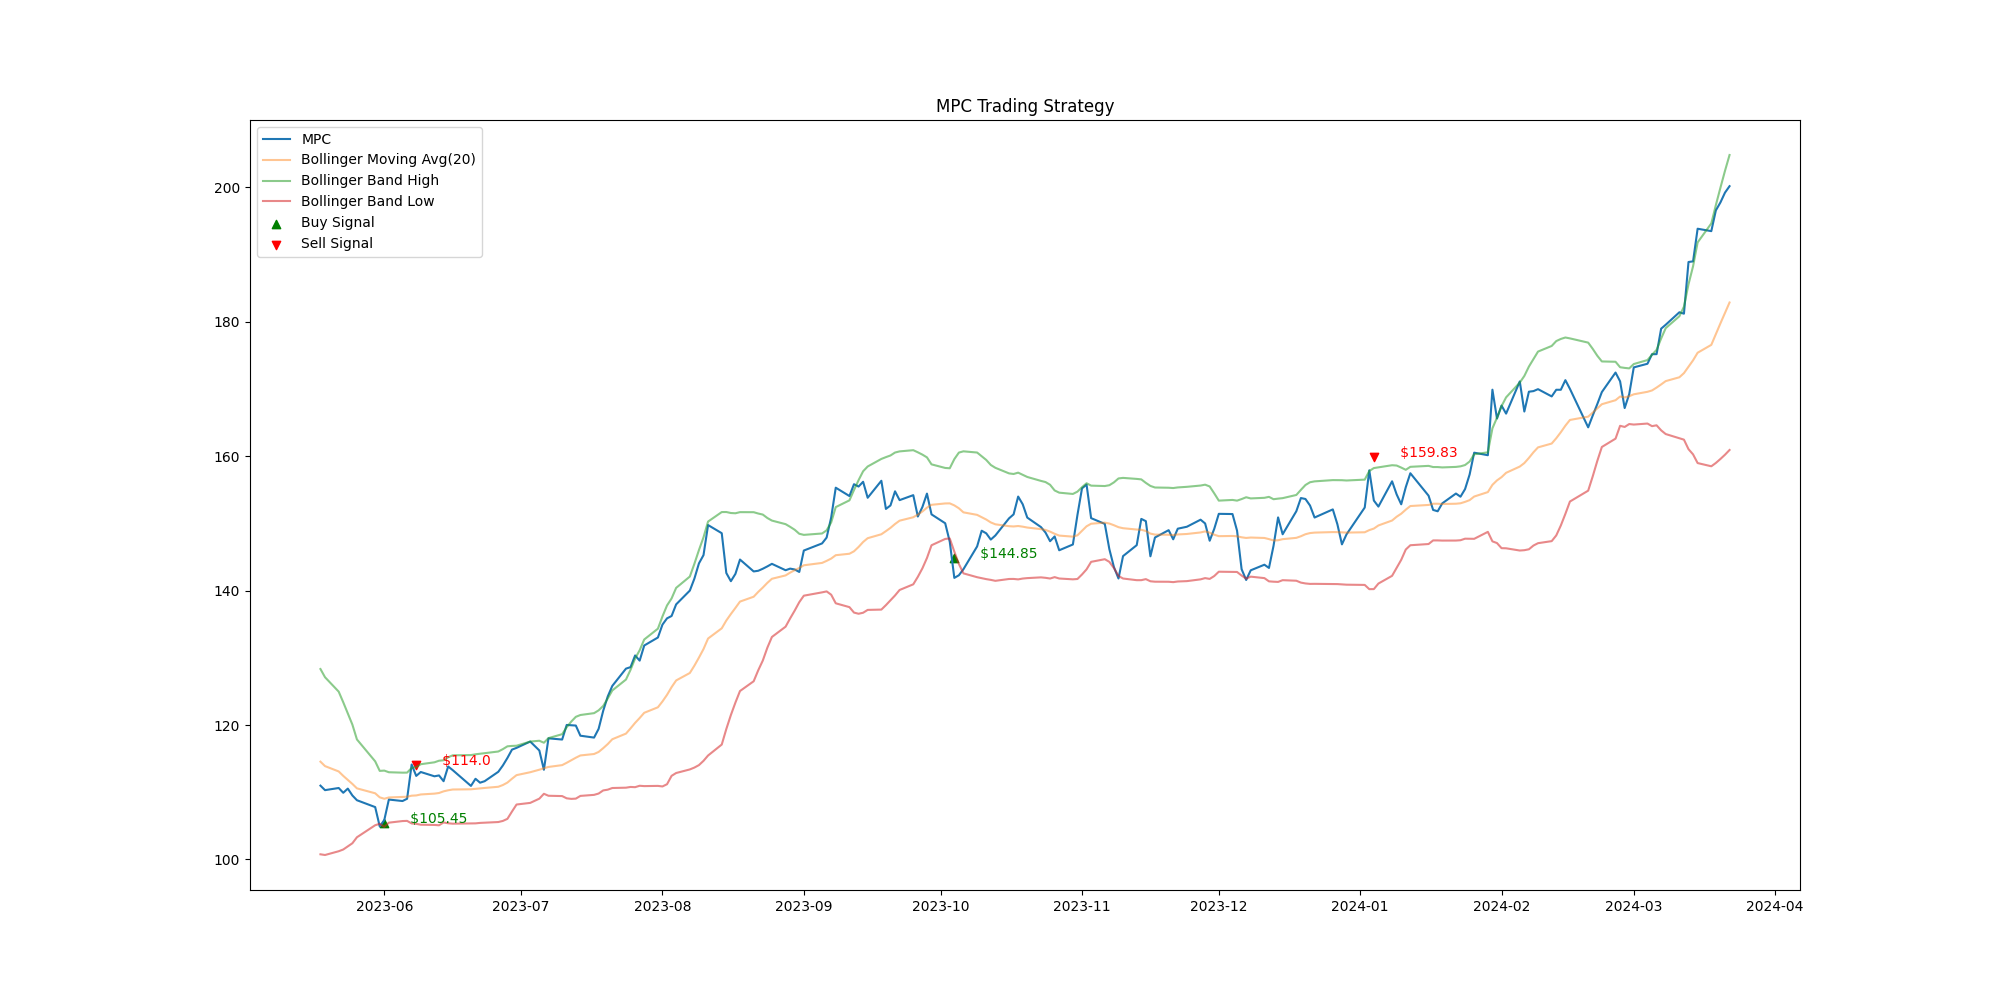 MPC Trading Strategy
MPC
Bollinger Moving Avg(20)
Bollinger Band High
Bollinger Band Low
Buy Signal
Sell Signal
200
180
160
140
120
100
$159.83
$144.85
$114.0
$105.45
2023-06 2023-07 2023-08 2023-09 2023-10 2023-11 2023-12 2024-01 2024-02 2024-03 2024-04